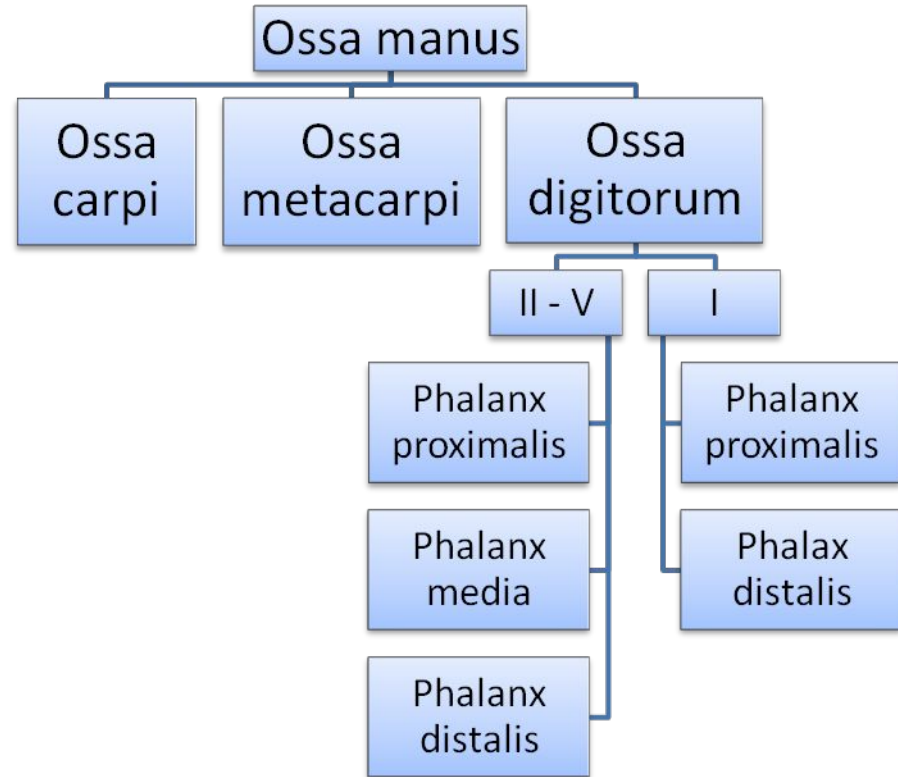 Ossa manus
Ossa
carpi
Ossa
metacarpi
Ossa
digitorum
II - V
I
Phalanx
proximalis
Phalanx
media
Phalanx
distalis
Phalanx
proximalis
Phalax
distalis